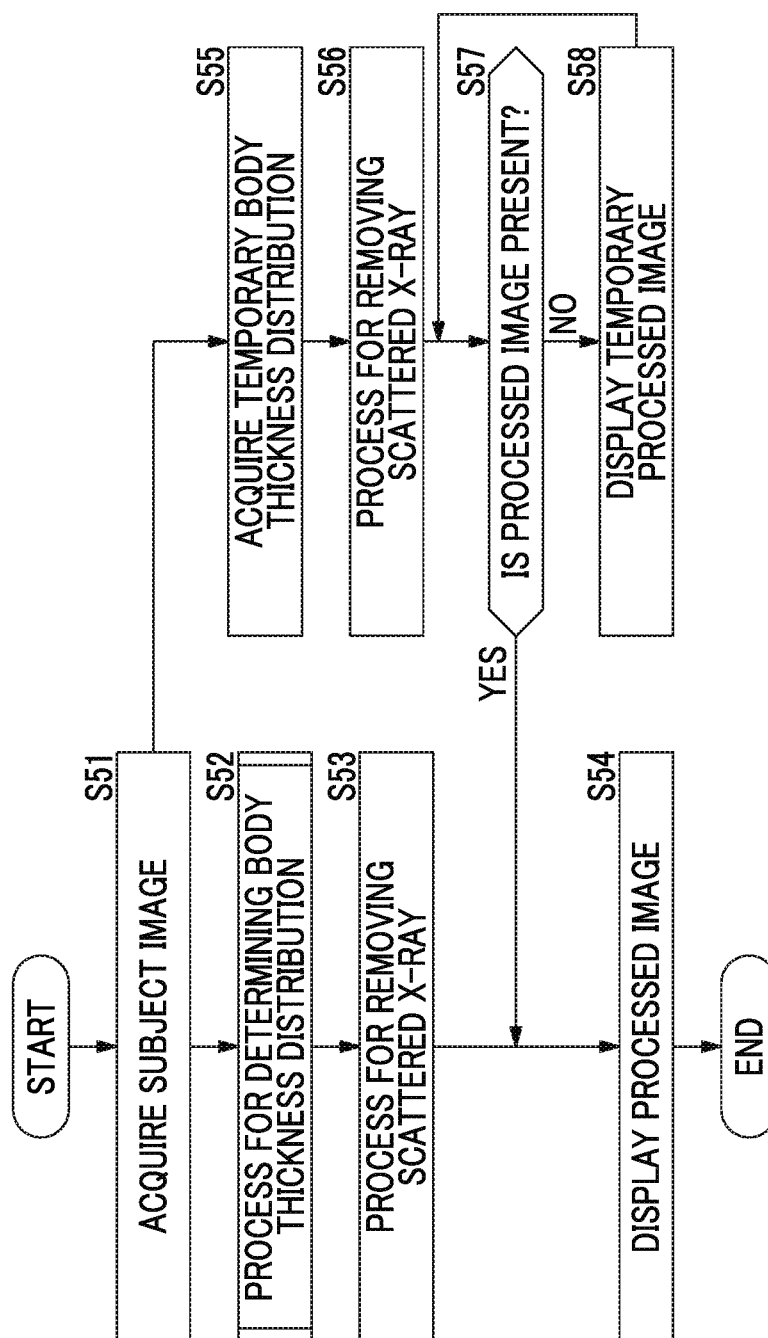 START
S51
ACQUIRE SUBJECT IMAGE
S52
PROCESS FOR DETERMINING BODY
THICKNESS DISTRIBUTION
S53
PROCESS FOR REMOVING
SCATTERED X-RAY
S54
DISPLAY PROCESSED IMAGE
END
S55
ACQUIRE TEMPORARY BODY
THICKNESS DISTRIBUTION
S56
PROCESS FOR REMOVING
SCATTERED X-RAY
S57
IS PROCESSED IMAGE PRESENT?
YES
NO
S58
DISPLAY TEMPORARY
PROCESSED IMAGE